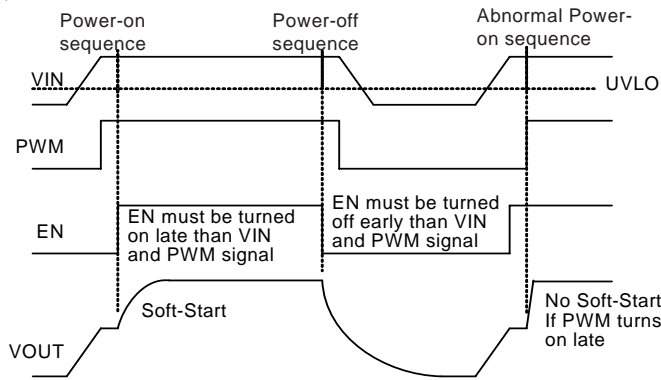 Power-on
sequence
Power-off
sequence
Abnormal Power-
on sequence
VIN
UVLO
PWM
EN
EN must be turned
on late than VIN
and PWM signal
EN must be turned
off early than VIN
and PWM signal
Soft-Start
No Soft-Start
If PWM turns
on late
VOUT